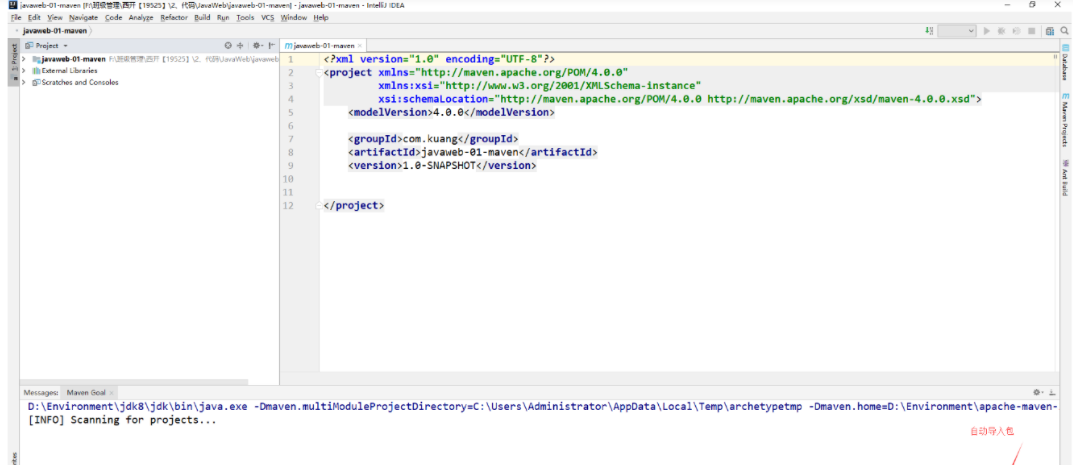 javaweb-01-maven [F:\班级管理\西开【19525】\2、代码\JavaWeb\javaweb-01-maven] - javaweb-01-maven - IntelliJ IDEA
File Edit View Navigate Code Analyze Refactor Build Run Tools VCS Window Help
javaweb-01-maven
Project
javaweb-01-maven F:\班级管理\西开【19525】\2、代码\JavaWeb\javaweb
External Libraries
Scratches and Consoles
1: Project
javaweb-01-maven
1 <?xml version="1.0" encoding="UTF-8"?>
2 <project xmlns="http://maven.apache.org/POM/4.0.0"
3 xmlns:xsi="http://www.w3.org/2001/XMLSchema-instance"
4 xsi:schemaLocation="http://maven.apache.org/POM/4.0.0 http://maven.apache.org/xsd/maven-4.0.0.xsd">
5 <modelVersion>4.0.0</modelVersion>
6
7 <groupId>com.kuang</groupId>
8 <artifactId>javaweb-01-maven</artifactId>
9 <version>1.0-SNAPSHOT</version>
10
11
12 </project>
Database
Maven Projects
Ant Build
Messages: Maven Goal
D:\Environment\jdk8\jdk\bin\java.exe -Dmaven.multiModuleProjectDirectory=C:\Users\Administrator\AppData\Local\Temp\archetypetmp -Dmaven.home=D:\Environment\apache-maven-
[INFO] Scanning for projects...
自动导入包